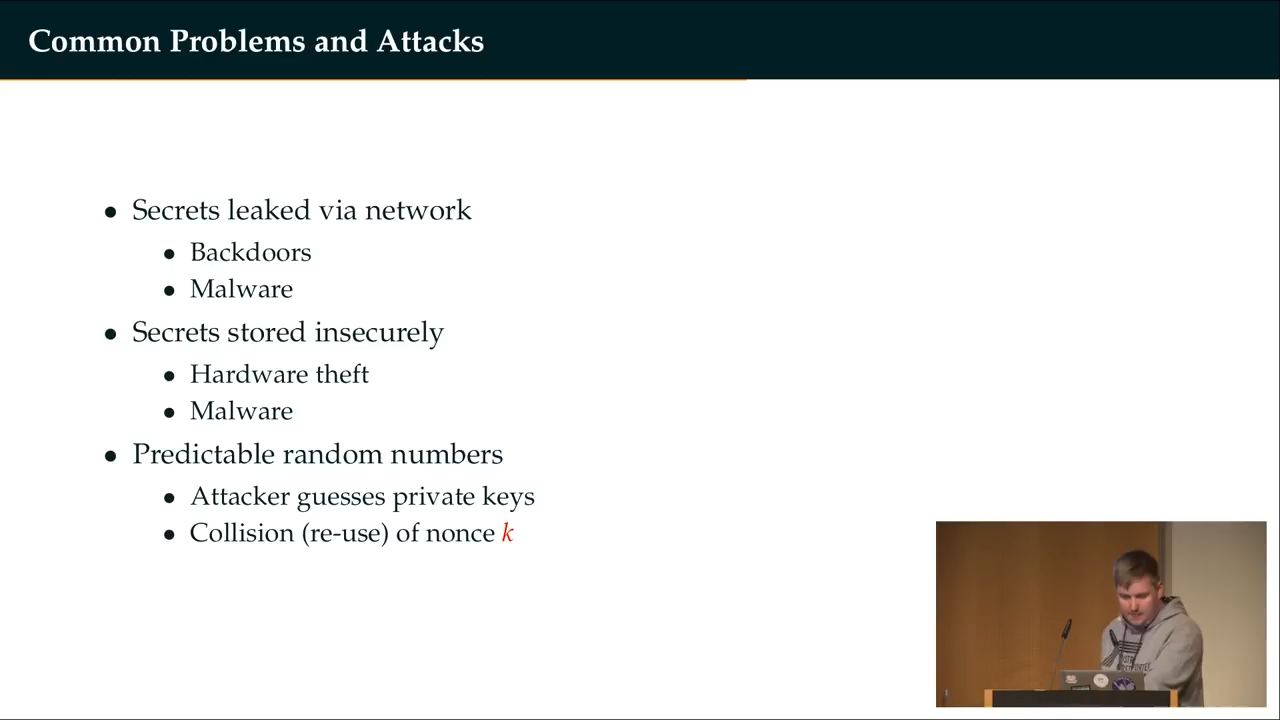 Common Problems and Attacks
• Secrets leaked via network
• Backdoors
• Malware
• Secrets stored insecurely
• Hardware theft
• Malware
• Predictable random numbers
• Attacker guesses private keys
• Collision (re-use) of nonce k